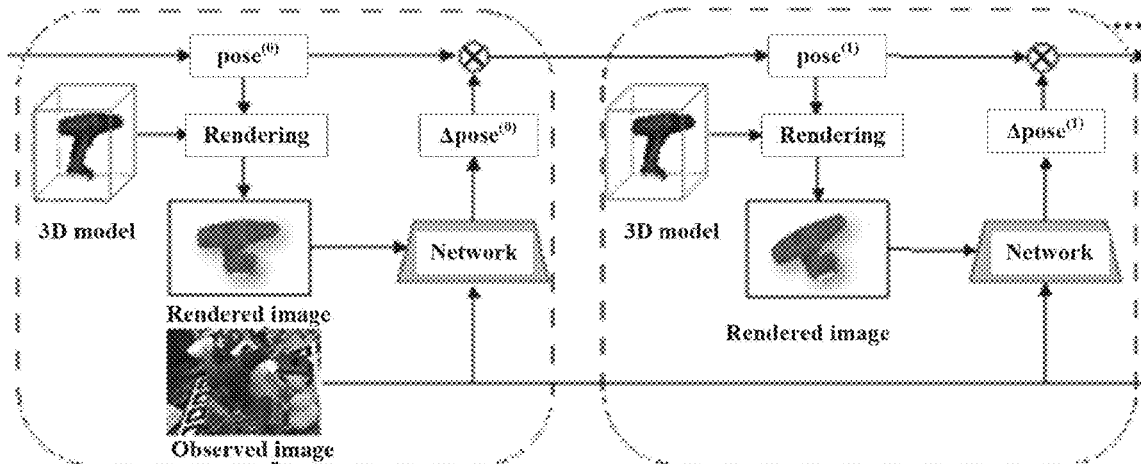 pose⁽⁰⁾
Rendering
Δpose⁽⁰⁾
3D model
Network
Rendered image
Observed image
pose⁽¹⁾
Rendering
Δpose⁽¹⁾
3D model
Network
Rendered image